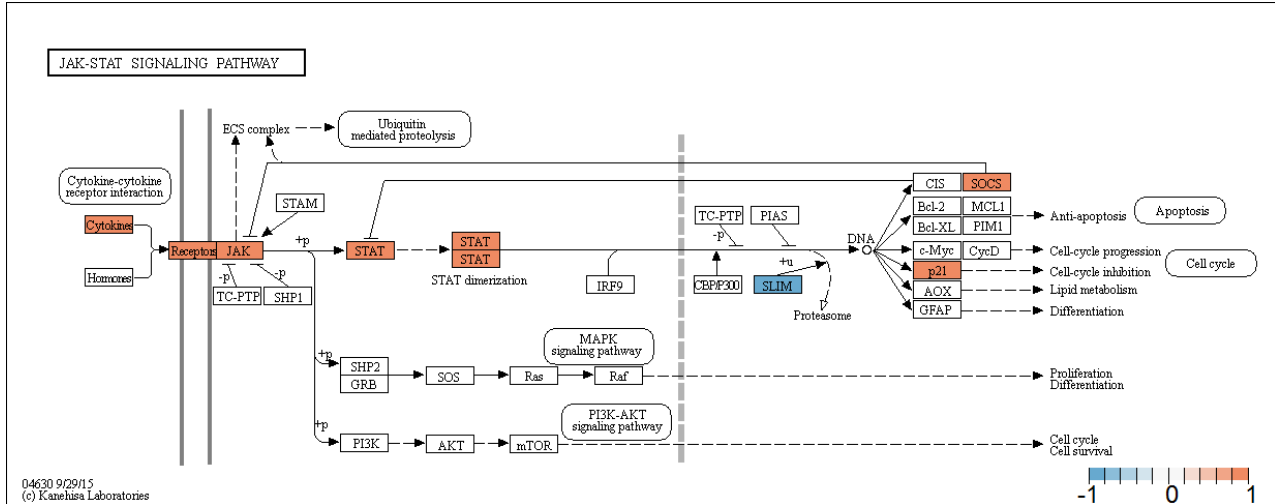 JAK-STAT SIGNALING PATHWAY
Ubiquitin
mediated proteolysis
ECS complex
Cytokine-cytokine
receptor interaction
CIS
SOCS
STAM
Bcl-2
MCL1
Bcl-XL
PIM1
Anti-apoptosis
Apoptosis
Cytokines
TC-PTP
PIAS
-p
Receptors
JAK
+p
STAT
STAT
STAT
STAT dimerization
DNA
c-Myc
CycD
Cell-cycle progression
Cell cycle
Hormones
-p
-p
TC-PTP
SHP1
IRF9
CBP/P300
+u
SLIM
Proteasome
p21
Cell-cycle inhibition
AOX
Lipid metabolism
GFAP
Differentiation
MAPK
signaling pathway
+p
SHP2
GRB
SOS
Ras
Raf
Proliferation
Differentiation
PI3K-AKT
signaling pathway
+p
PI3K
AKT
mTOR
Cell cycle
Cell survival
04630 9/29/15
(c) Kanehisa Laboratories
-1 0 1